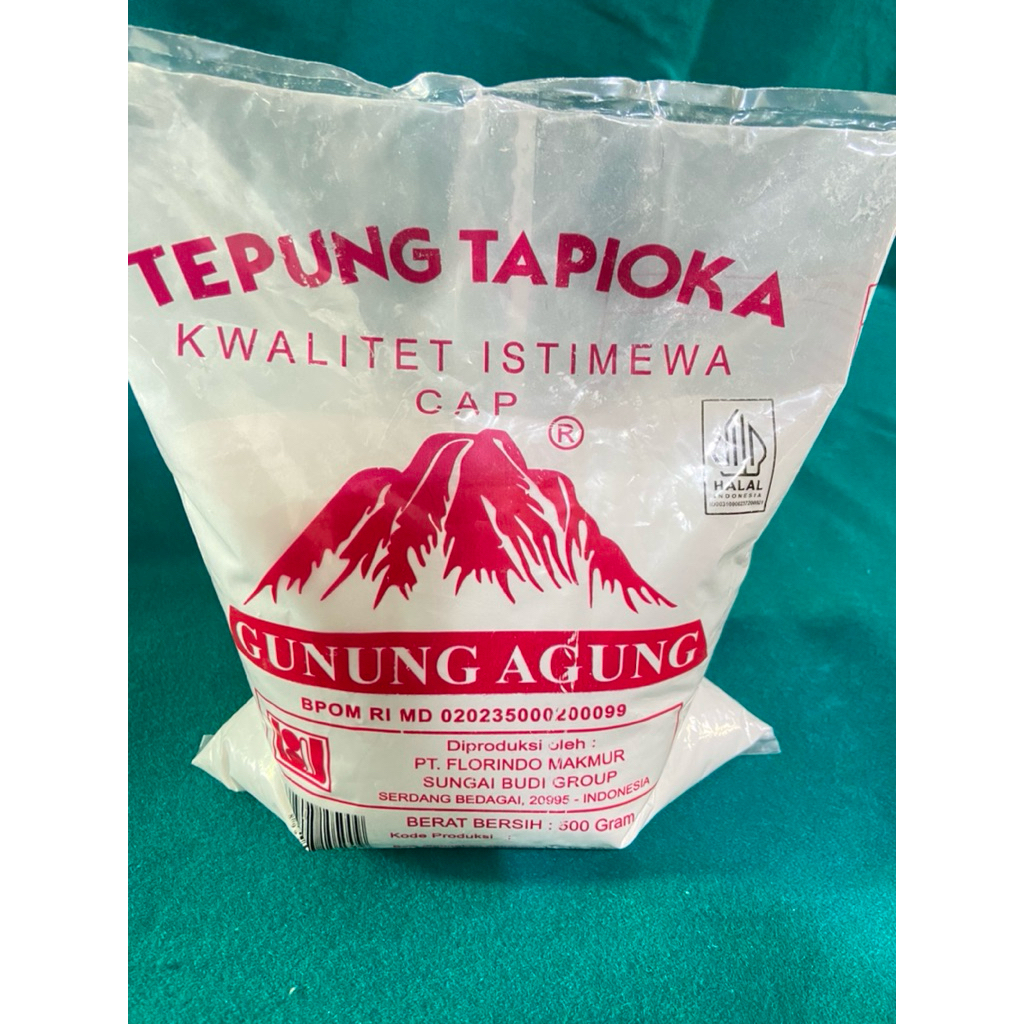 TEPUNG TAPIOKA
KWALITET ISTIMEWA
CAP
®
HALAL
INDONESIA
GUNUNG AGUNG
BPOM RI MD 020235000200099
Diproduksi oleh :
PT. FLORINDO MAKMUR
SUNGAI BUDI GROUP
SERDANG BEDAGAI, 20995 - INDONESIA
BERAT BERSIH : 500 Gram
Kode Produksi :